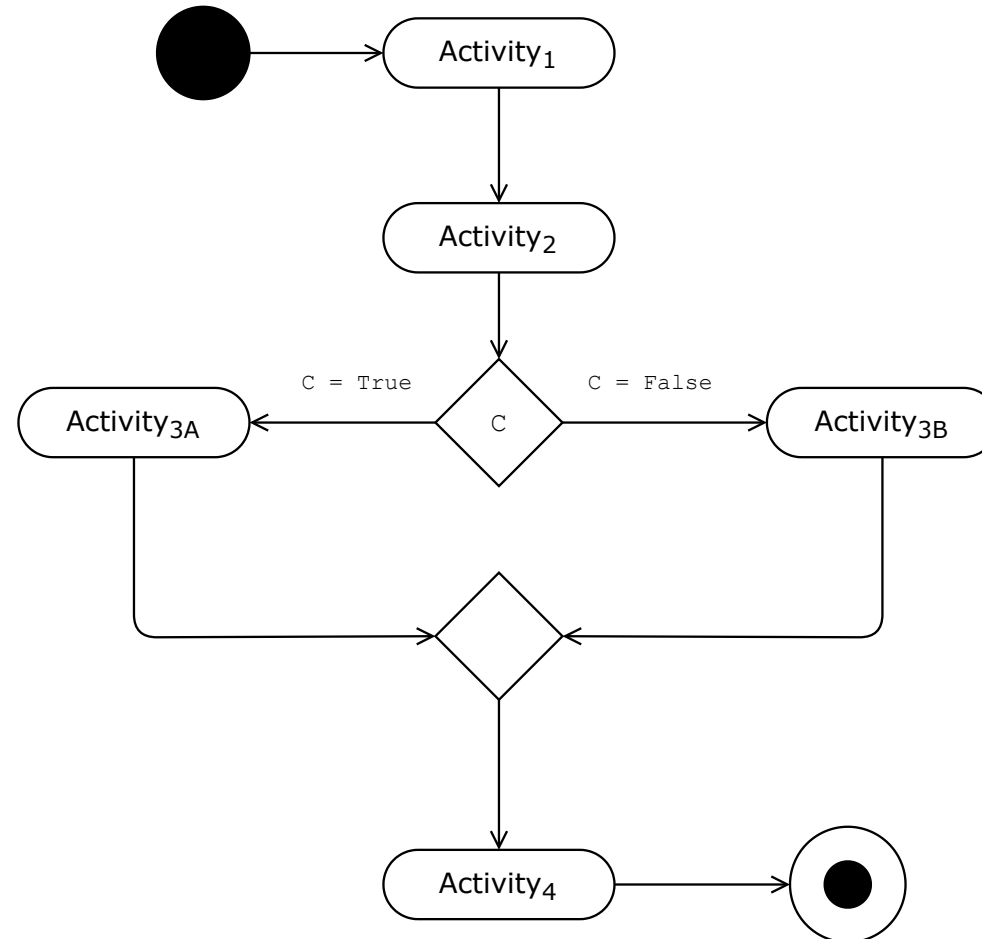 Activity₁
Activity₂
C = True
C = False
Activity₃A
C
Activity₃B
Activity₄